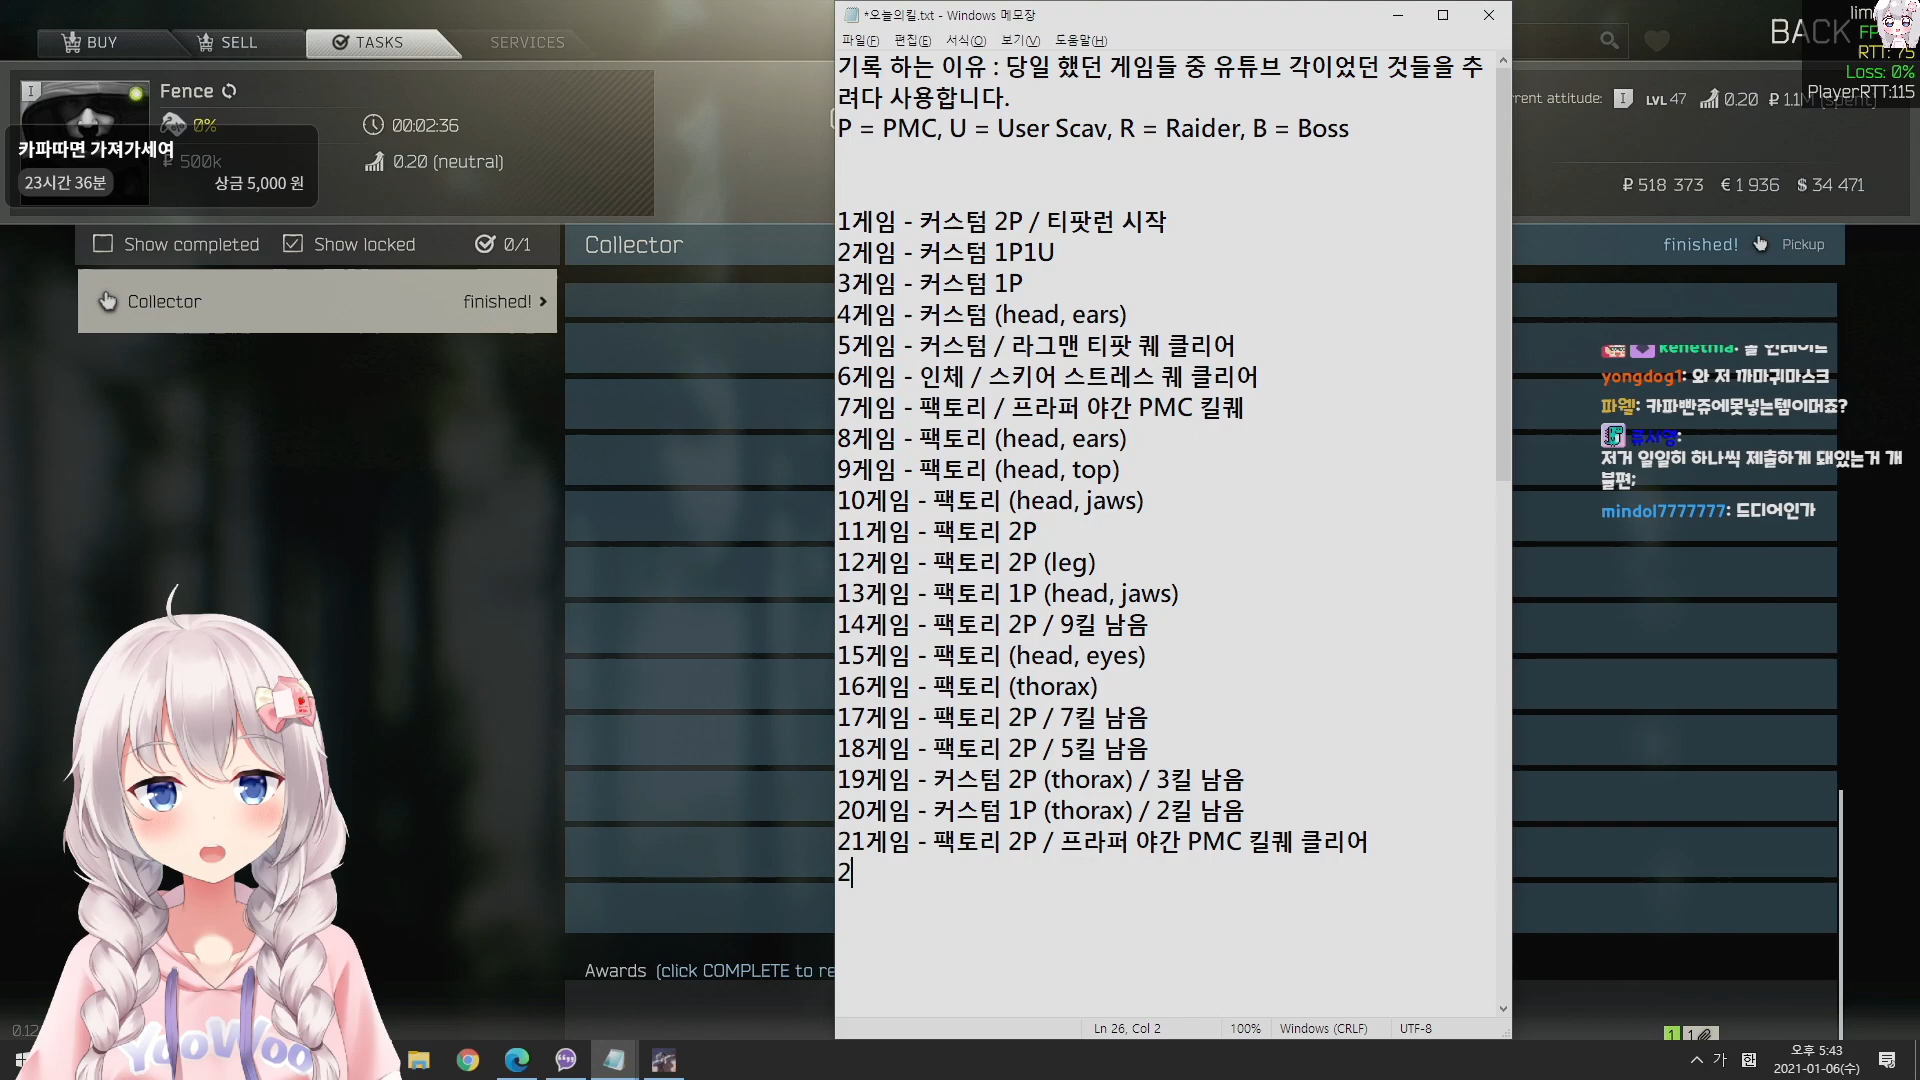 *오늘의킬.txt - Windows 메모장
파일(F) 편집(E) 서식(O) 보기(V) 도움말(H)
기록 하는 이유 : 당일 했던 게임들 중 유튜브 각이었던 것들을 추
려다 사용합니다.
P = PMC, U = User Scav, R = Raider, B = Boss
1게임 - 커스텀 2P / 티팟런 시작
2게임 - 커스텀 1P1U
3게임 - 커스텀 1P
4게임 - 커스텀 (head, ears)
5게임 - 커스텀 / 라그맨 티팟 퀘 클리어
6게임 - 인체 / 스키어 스트레스 퀘 클리어
7게임 - 팩토리 / 프라퍼 야간 PMC 킬퀘
8게임 - 팩토리 (head, ears)
9게임 - 팩토리 (head, top)
10게임 - 팩토리 (head, jaws)
11게임 - 팩토리 2P
12게임 - 팩토리 2P (leg)
13게임 - 팩토리 1P (head, jaws)
14게임 - 팩토리 2P / 9킬 남음
15게임 - 팩토리 (head, eyes)
16게임 - 팩토리 (thorax)
17게임 - 팩토리 2P / 7킬 남음
18게임 - 팩토리 2P / 5킬 남음
19게임 - 커스텀 2P (thorax) / 3킬 남음
20게임 - 커스텀 1P (thorax) / 2킬 남음
21게임 - 팩토리 2P / 프라퍼 야간 PMC 킬퀘 클리어
2
Ln 26, Col 2 100% Windows (CRLF) UTF-8
BUY SELL TASKS SERVICES
BACK
RTT: 75
Loss: 0%
PlayerRTT:115
I
Fence
0%
00:02:36
₽ 500k
0.20 (neutral)
카파따면 가져가세여
23시간 36분 상금 5,000 원
rent attitude: I LVL 47 0.20 ₽ 1.1M (spent)
₽ 518 373 € 1 936 $ 34 471
Show completed Show locked 0/1
Collector
finished! Pickup
Collector finished!
kenethia:
yongdog1: 와 저 까마귀마스크
파웰: 카파빤쥬에못넣는템이머죠?
저거 일일히 하나씩 제출하게 돼있는거 개
불편;
mindol7777777: 드디어인가
Awards (click COMPLETE to re
YooWoo
0.12
1 1
가 한
오후 5:43
2021-01-06(수)